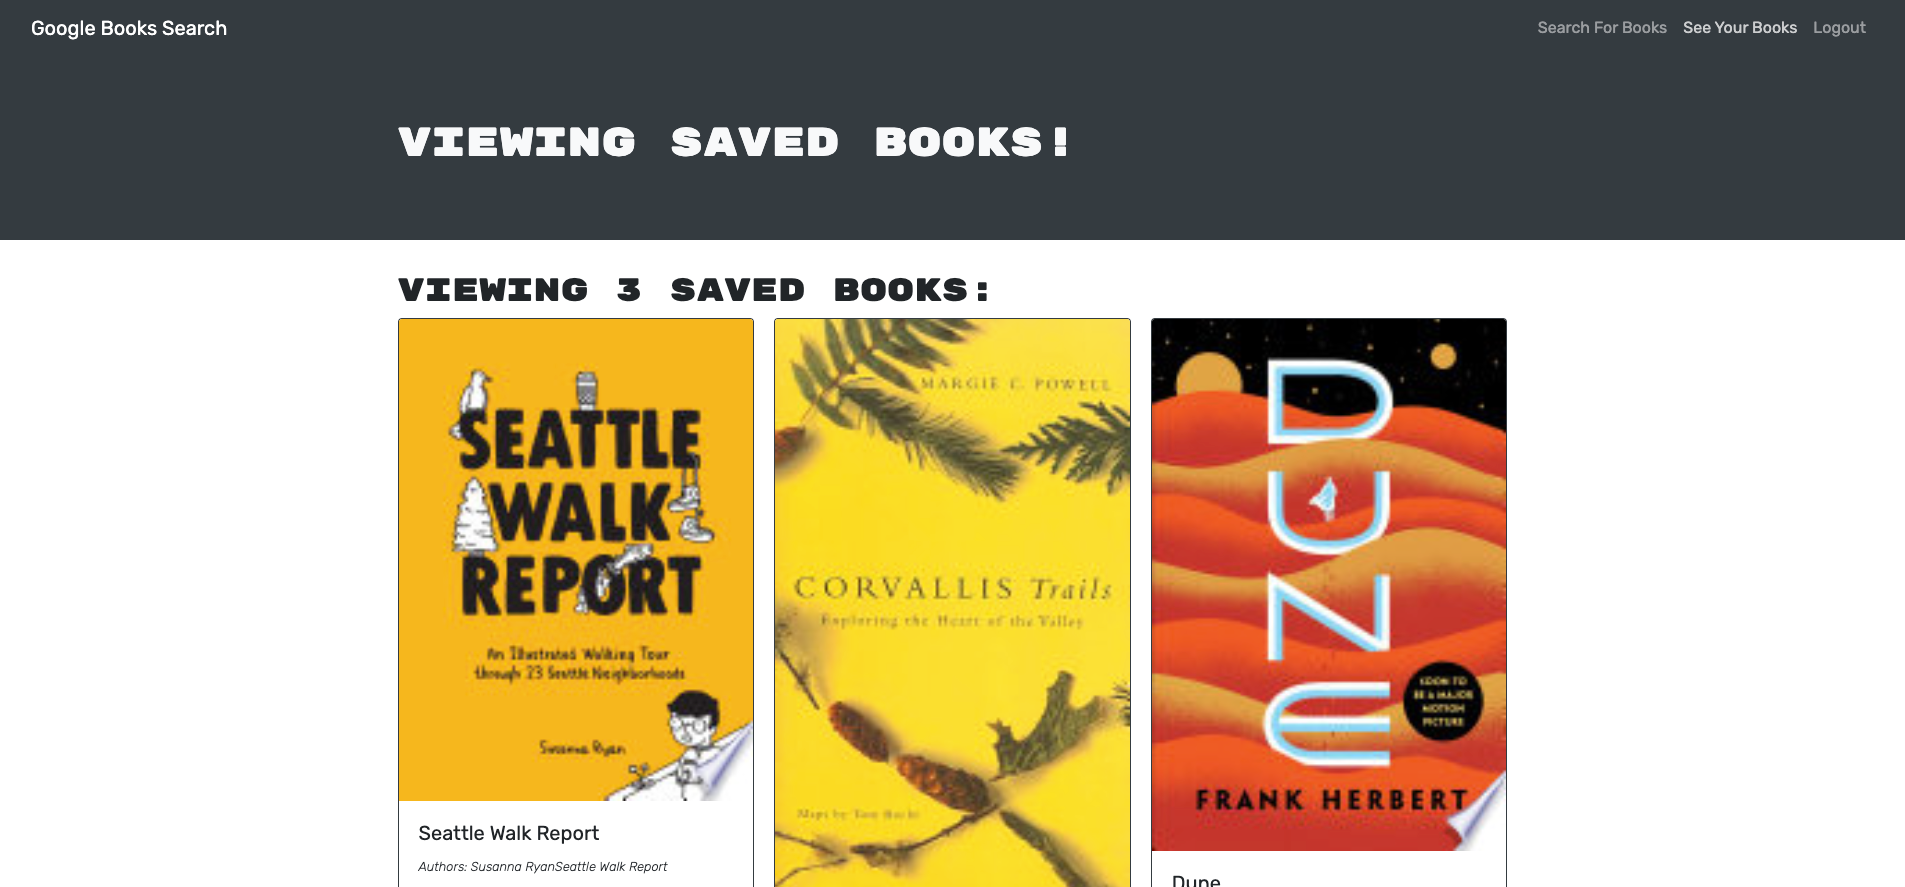 Google Books Search
Search For Books See Your Books Logout
VIEWING SAVED BOOKS!
VIEWING 3 SAVED BOOKS:
SEATTLE
WALK
REPORT
An Illustrated Walking Tour
through 23 Seattle Neighborhoods
Susanna Ryan
Seattle Walk Report
Authors: Susanna RyanSeattle Walk Report
MARGIE C. POWELL
CORVALLIS Trails
Exploring the Heart of the Valley
Maps by Tom
DUNE
SOON TO
BE A MAJOR
MOTION
PICTURE
FRANK HERBERT
Dune